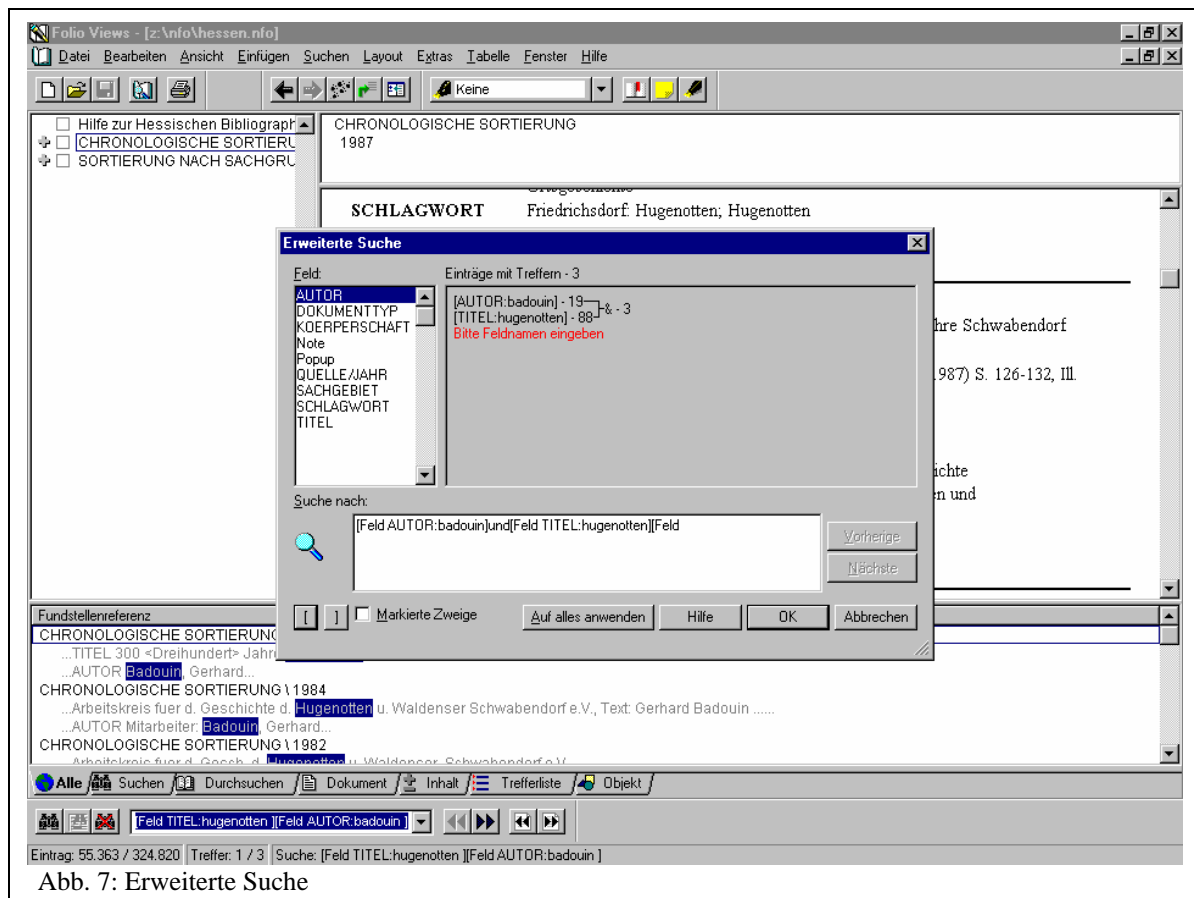 Folio Views - [z:\nfo\hessen.nfo]
Datei Bearbeiten Ansicht Einfügen Suchen Layout Extras Tabelle Fenster Hilfe
Keine
Hilfe zur Hessischen Bibliograph
CHRONOLOGISCHE SORTIERU
SORTIERUNG NACH SACHGRU
CHRONOLOGISCHE SORTIERUNG
1987
SCHLAGWORT Friedrichsdorf: Hugenotten; Hugenotten
hre Schwabendorf
.987) S. 126-132, Ill.
ichte
n und
Erweiterte Suche
Feld:
AUTOR
DOKUMENTTYP
KOERPERSCHAFT
Note
Popup
QUELLE/JAHR
SACHGEBIET
SCHLAGWORT
TITEL
Einträge mit Treffern - 3
[AUTOR:badouin] - 19
& - 3
[TITEL:hugenotten] - 88
Bitte Feldnamen eingeben
Suche nach:
[Feld AUTOR:badouin]und[Feld TITEL:hugenotten][Feld
Vorherige
Nächste
[ ] Markierte Zweige Auf alles anwenden Hilfe OK Abbrechen
Fundstellenreferenz
CHRONOLOGISCHE SORTIERUNG
...TITEL 300 <Dreihundert> Jahr
...AUTOR Badouin, Gerhard...
CHRONOLOGISCHE SORTIERUNG \ 1984
...Arbeitskreis fuer d. Geschichte d. Hugenotten u. Waldenser Schwabendorf e.V., Text: Gerhard Badouin ......
...AUTOR Mitarbeiter: Badouin, Gerhard...
CHRONOLOGISCHE SORTIERUNG \ 1982
...Arbeitskreis fuer d. Gesch. d. Hugenotten u. Waldenser Schwabendorf e.V.
Alle Suchen Durchsuchen Dokument Inhalt Trefferliste Objekt
[Feld TITEL:hugenotten ][Feld AUTOR:badouin ]
Eintrag: 55.363 / 324.820 Treffer: 1 / 3 Suche: [Feld TITEL:hugenotten ][Feld AUTOR:badouin ]
Abb. 7: Erweiterte Suche